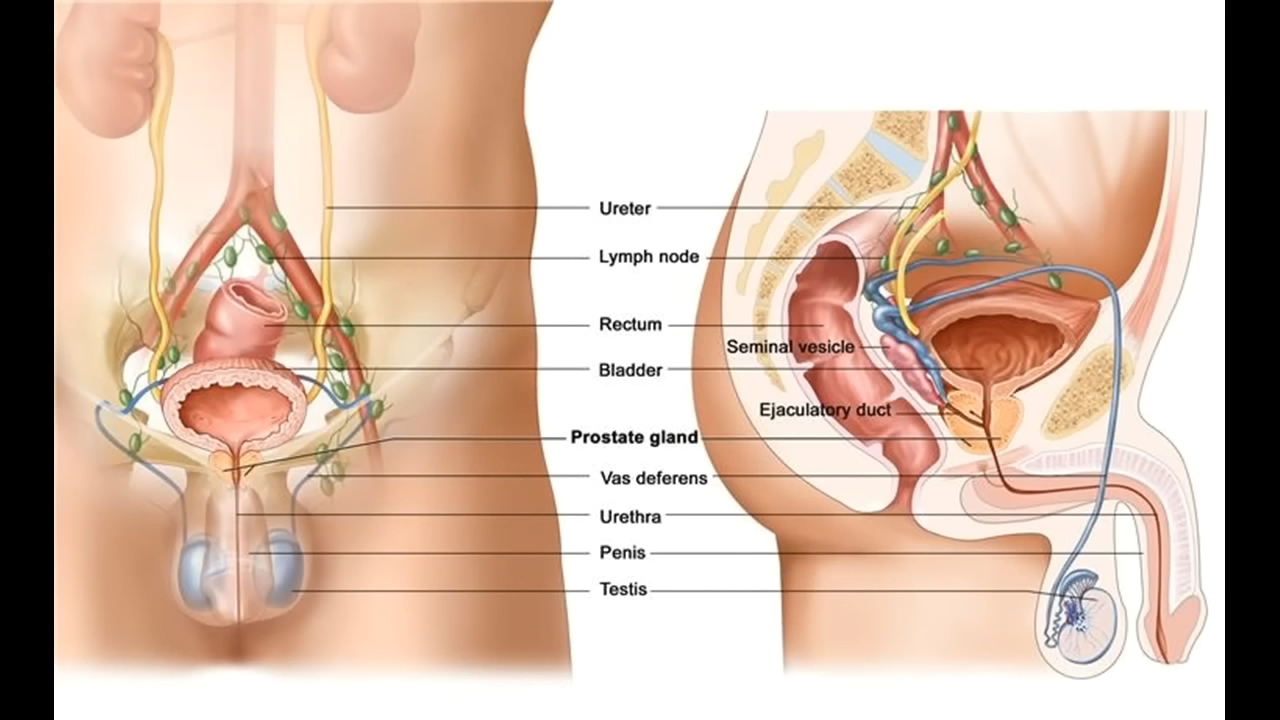 Ureter
Lymph node
Rectum
Seminal vesicle
Bladder
Ejaculatory duct
Prostate gland
Vas deferens
Urethra
Penis
Testis